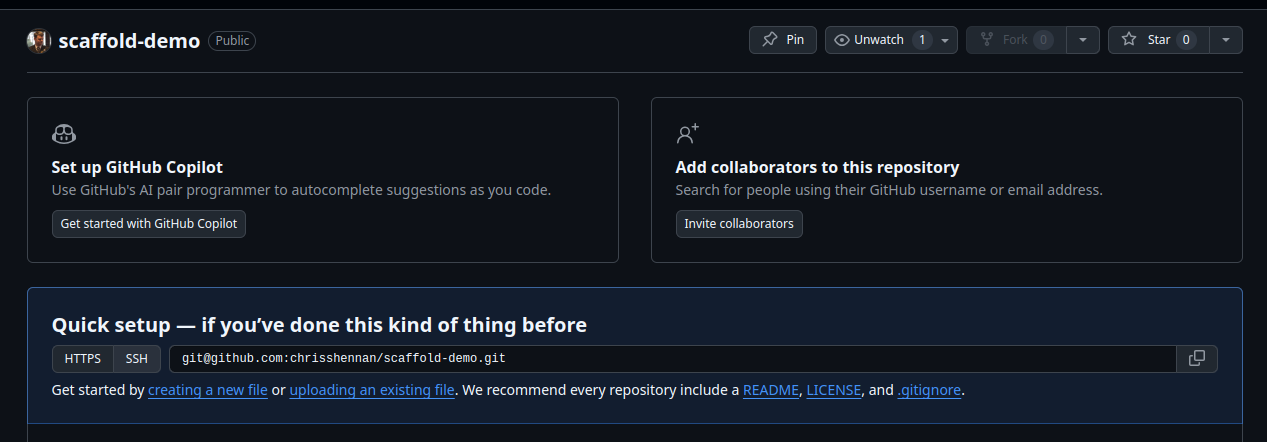 scaffold-demo Public
Pin
Unwatch 1
Fork 0
Star 0
Set up GitHub Copilot
Use GitHub's AI pair programmer to autocomplete suggestions as you code.
Get started with GitHub Copilot
Add collaborators to this repository
Search for people using their GitHub username or email address.
Invite collaborators
Quick setup — if you’ve done this kind of thing before
HTTPS SSH git@github.com:chrisshennan/scaffold-demo.git
Get started by creating a new file or uploading an existing file. We recommend every repository include a README, LICENSE, and .gitignore.